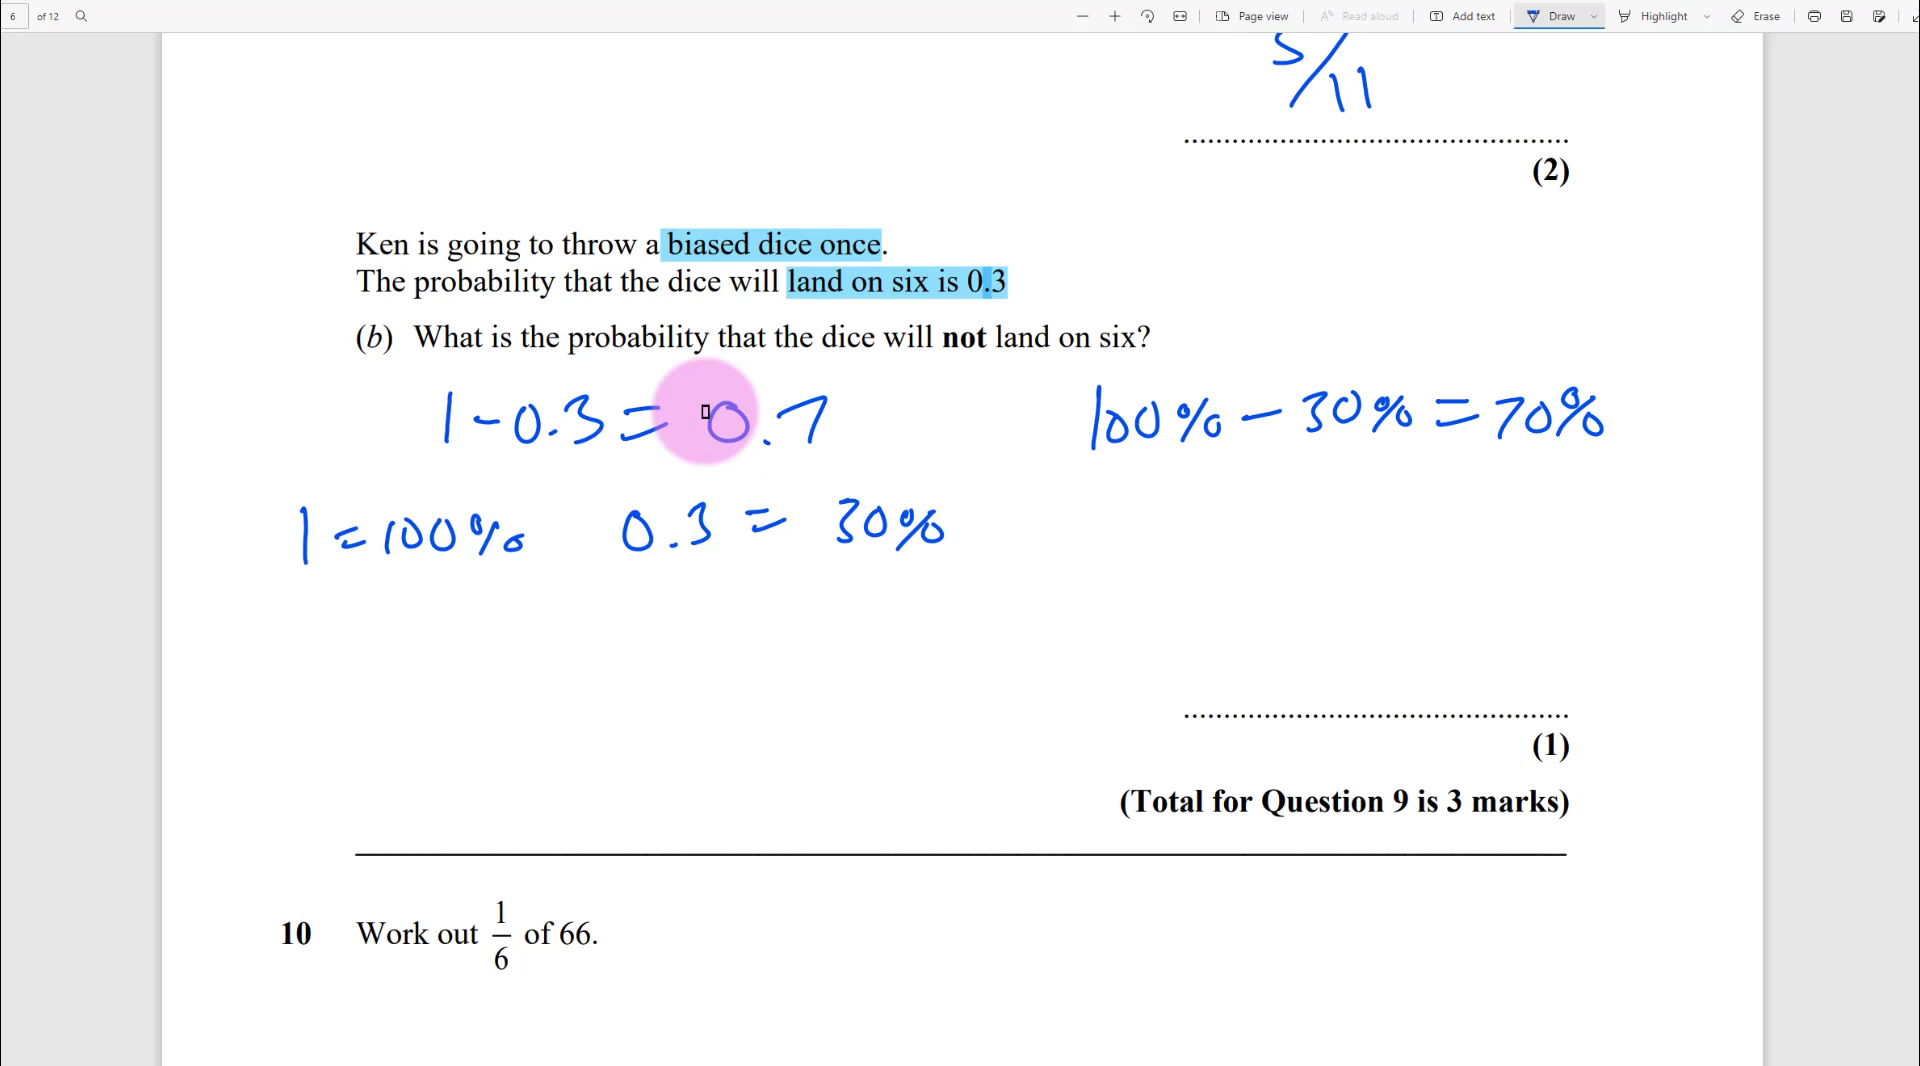 6 of 12 Page view Read aloud Add text Draw Highlight Erase
5/11
................................................
(2)
Ken is going to throw a biased dice once.
The probability that the dice will land on six is 0.3
(b) What is the probability that the dice will not land on six?
1 - 0.3 = 0.7 100% - 30% = 70%
1 = 100% 0.3 = 30%
................................................
(1)
(Total for Question 9 is 3 marks)
10 Work out 1/6 of 66.